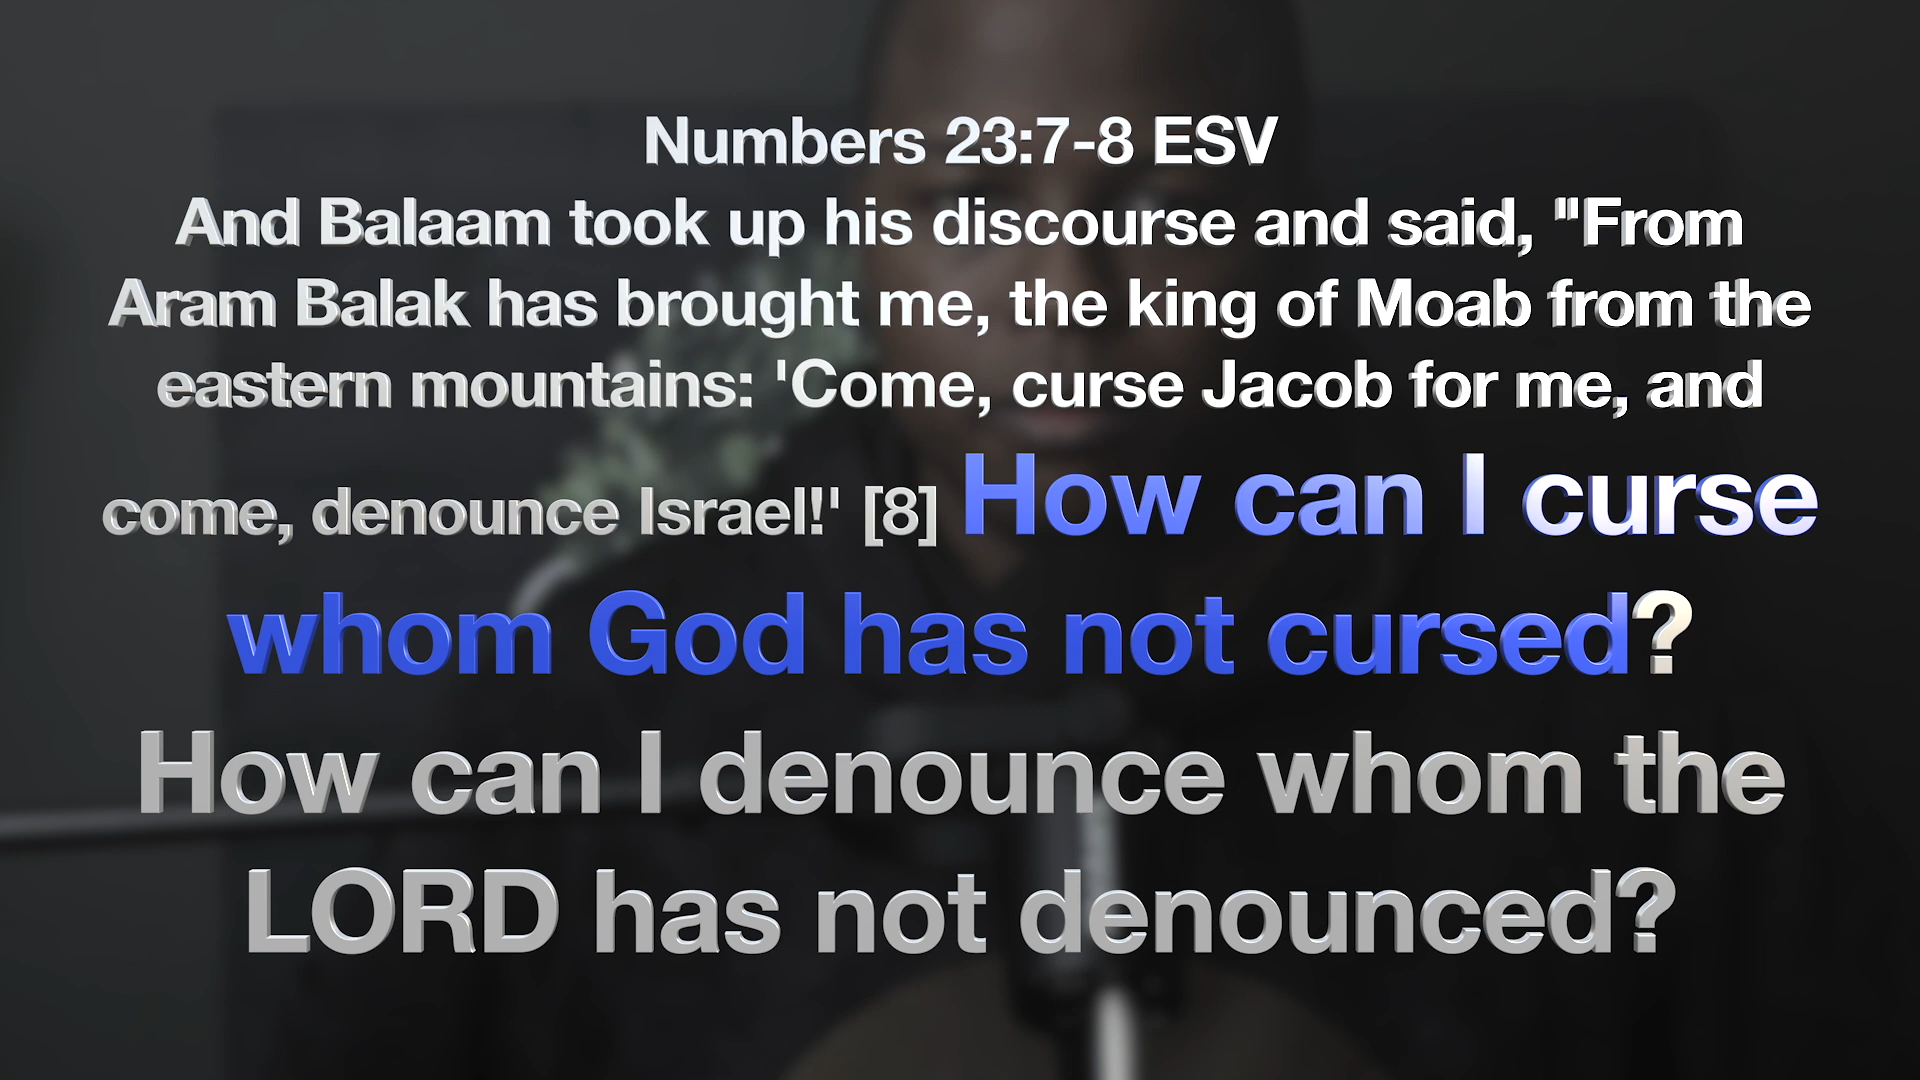 Numbers 23:7-8 ESV
And Balaam took up his discourse and said, "From
Aram Balak has brought me, the king of Moab from the
eastern mountains: 'Come, curse Jacob for me, and
come, denounce Israel!' [8] How can I curse
whom God has not cursed?
How can I denounce whom the
LORD has not denounced?